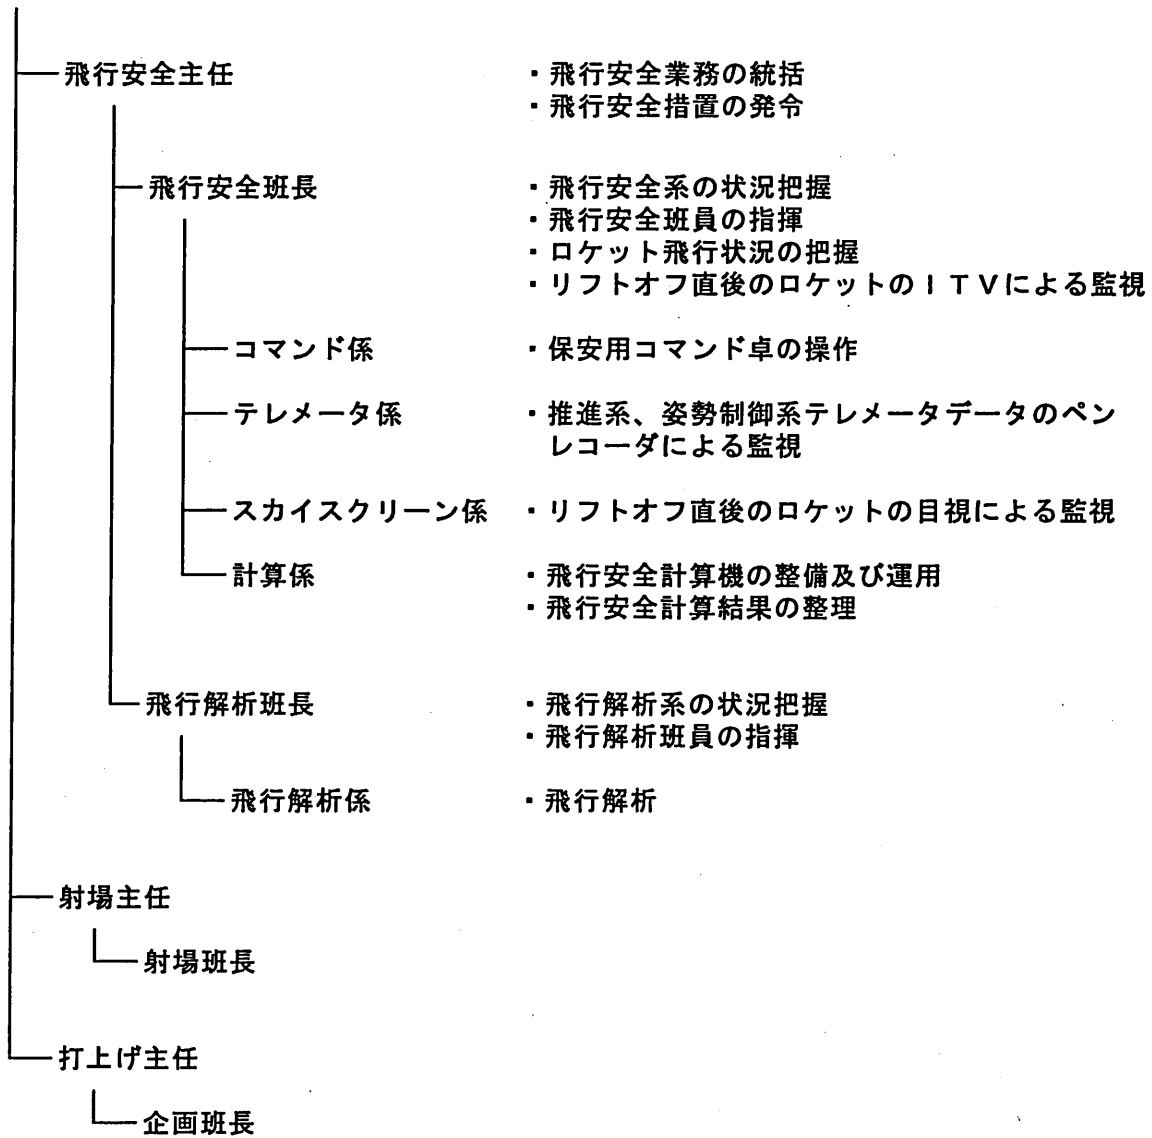 飛行安全主任 ・飛行安全業務の統括
・飛行安全措置の発令
飛行安全班長 ・飛行安全系の状況把握
・飛行安全班員の指揮
・ロケット飛行状況の把握
・リフトオフ直後のロケットのITVによる監視
コマンド係 ・保安用コマンド卓の操作
テレメータ係 ・推進系、姿勢制御系テレメータデータのペン
レコーダによる監視
スカイスクリーン係 ・リフトオフ直後のロケットの目視による監視
計算係 ・飛行安全計算機の整備及び運用
・飛行安全計算結果の整理
飛行解析班長 ・飛行解析系の状況把握
・飛行解析班員の指揮
飛行解析係 ・飛行解析
射場主任
射場班長
打上げ主任
企画班長